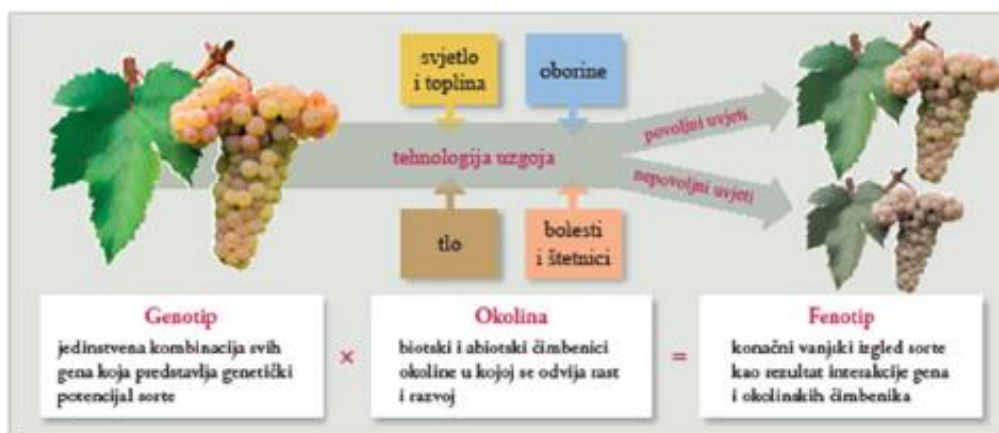 svjetlo
i toplina
oborine
povoljni uvjeti
tehnologija uzgoja
nepovoljni uvjeti
tlo
bolesti
i štetnici
Genotip
jedinstvena kombinacija svih
gena koja predstavlja genetički
potencijal sorte
×
Okolina
biotski i abiotski čimbenici
okoline u kojoj se odvija rast
i razvoj
=
Fenotip
konačni vanjski izgled sorte
kao rezultat interakcije gena
i okolinskih čimbenika